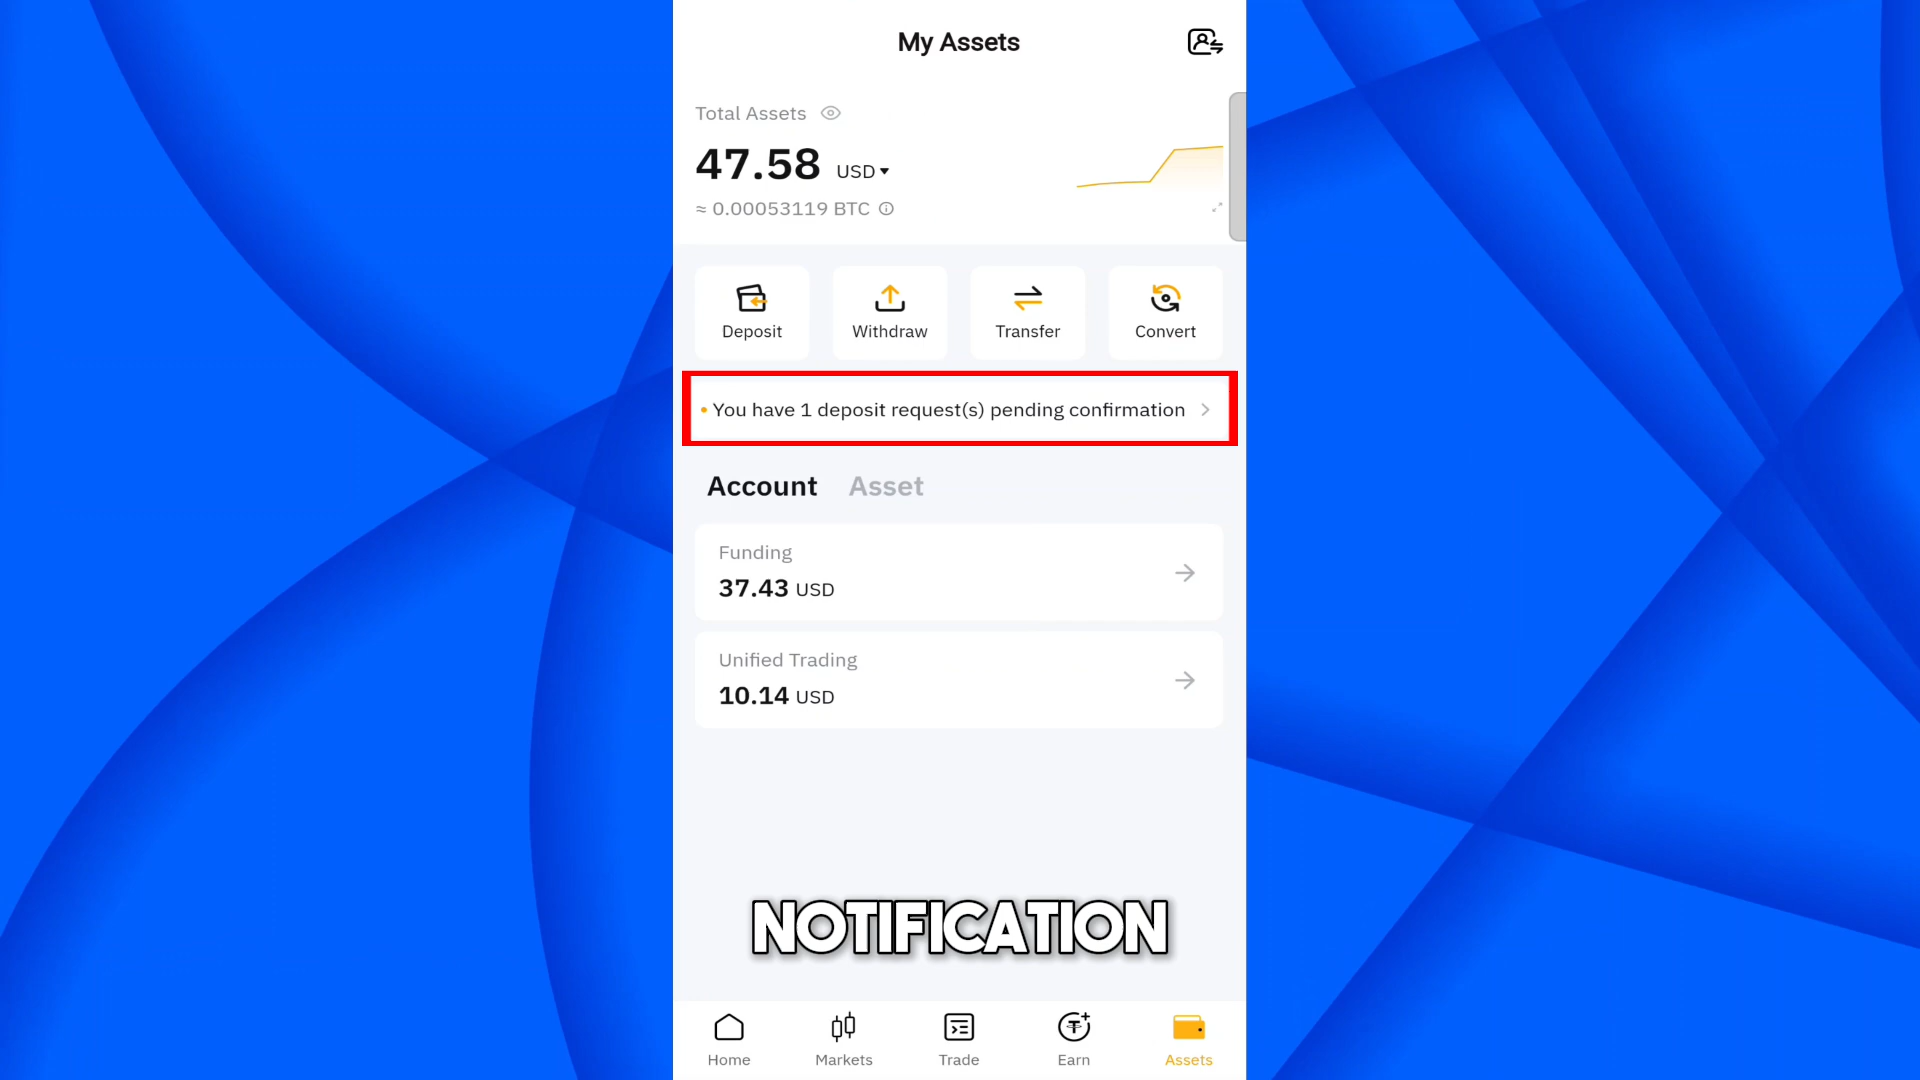 My Assets
Total Assets
47.58 USD
≈ 0.00053119 BTC
Deposit Withdraw Transfer Convert
You have 1 deposit request(s) pending confirmation
Account Asset
Funding
37.43 USD
Unified Trading
10.14 USD
NOTIFICATION
Home Markets Trade Earn Assets